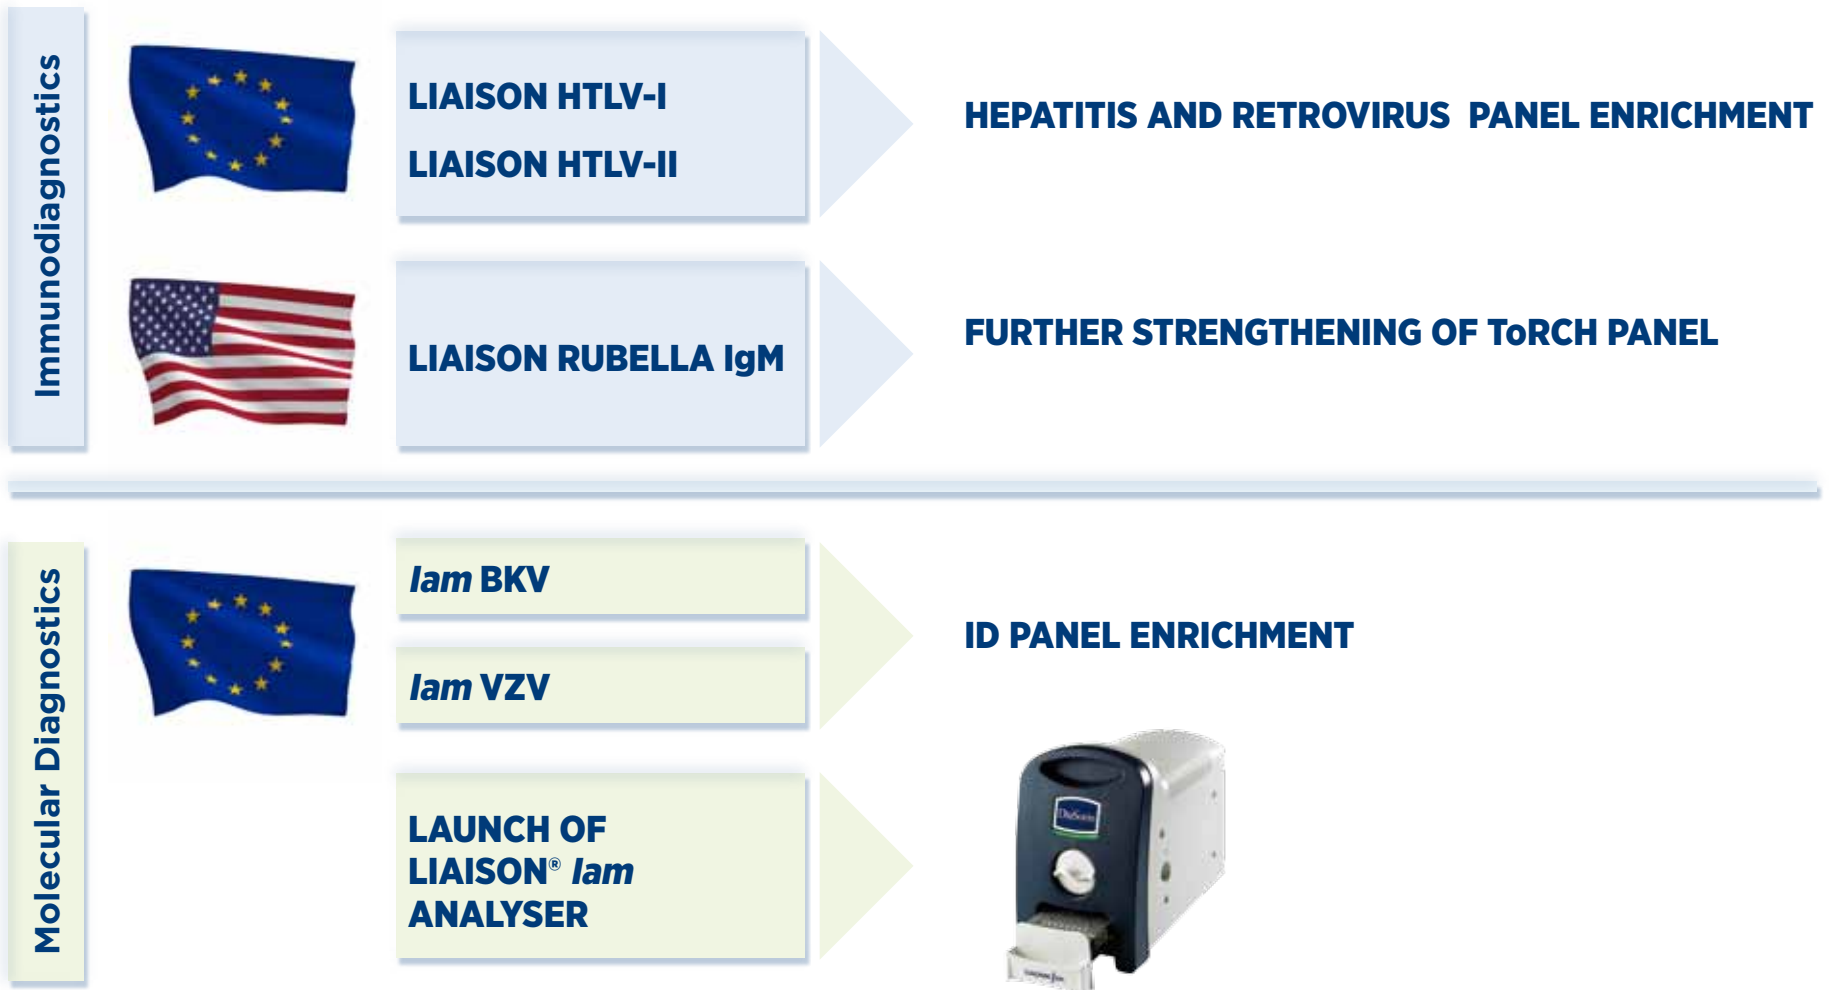 Immunodiagnostics
LIAISON HTLV-I
LIAISON HTLV-II
HEPATITIS AND RETROVIRUS PANEL ENRICHMENT
LIAISON RUBELLA IgM
FURTHER STRENGTHENING OF ToRCH PANEL
Molecular Diagnostics
Iam BKV
Iam VZV
ID PANEL ENRICHMENT
LAUNCH OF
LIAISON® Iam
ANALYSER
DiaSorin